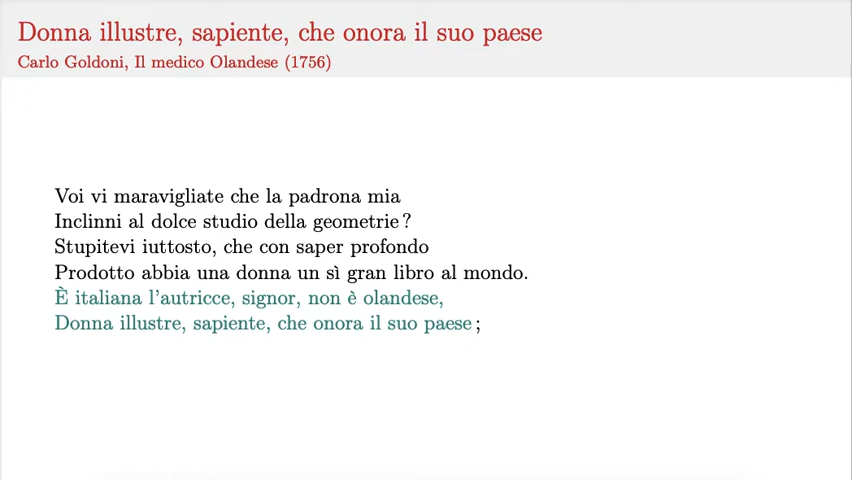 Donna illustre, sapiente, che onora il suo paese
Carlo Goldoni, Il medico Olandese (1756)
Voi vi maravigliate che la padrona mia
Inclinni al dolce studio della geometrie ?
Stupitevi iuttosto, che con saper profondo
Prodotto abbia una donna un sì gran libro al mondo.
È italiana l'autricce, signor, non è olandese,
Donna illustre, sapiente, che onora il suo paese ;